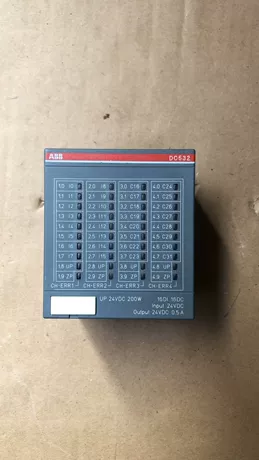 ABB DC532
1.0 I0 2.0 I8 3.0 C16 4.0 C24
1.1 I1 2.1 I9 3.1 C17 4.1 C25
1.2 I2 2.2 I10 3.2 C18 4.2 C26
1.3 I3 2.3 I11 3.3 C19 4.3 C27
1.4 I4 2.4 I12 3.4 C20 4.4 C28
1.5 I5 2.5 I13 3.5 C21 4.5 C29
1.6 I6 2.6 I14 3.6 C22 4.6 C30
1.7 I7 2.7 I15 3.7 C23 4.7 C31
1.8 UP 2.8 UP 3.8 UP 4.8 UP
1.9 ZP 2.9 ZP 3.9 ZP 4.9 ZP
CH-ERR1 CH-ERR2 CH-ERR3 CH-ERR4
UP 24VDC 200W 16DI 16DC
Input 24VDC
Output 24VDC 0.5A